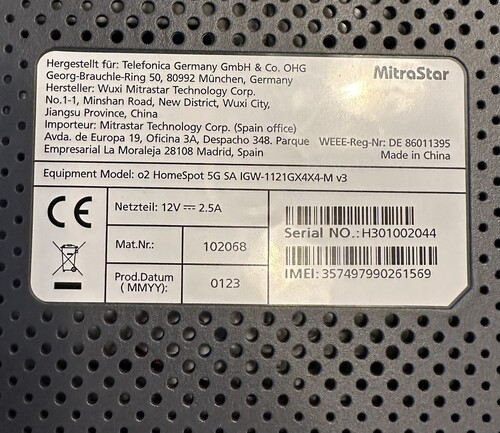 Hergestellt für: Telefonica Germany GmbH & Co. OHG
Georg-Brauchle-Ring 50, 80992 München, Germany
MitraStar
Hersteller: Wuxi Mitrastar Technology Corp.
No.1-1, Minshan Road, New District, Wuxi City,
Jiangsu Province, China
Importeur: Mitrastar Technology Corp. (Spain office)
Avda. de Europa 19, Oficina 3A, Despacho 348. Parque
WEEE-Reg-Nr: DE 86011395
Empresarial La Moraleja 28108 Madrid, Spain
Made in China
Equipment Model: o2 HomeSpot 5G SA IGW-1121GX4X4-M v3
CE
Netzteil: 12V ⎓ 2.5A
Mat.Nr.: 102068
Prod.Datum
( MMYY): 0123
Serial NO.:H301002044
IMEI: 357497990261569